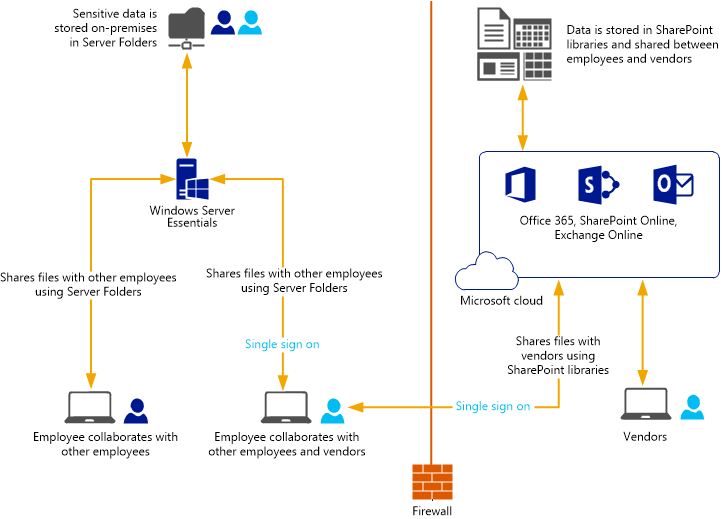 Sensitive data is
stored on-premises
in Server Folders
Data is stored in SharePoint
libraries and shared between
employees and vendors
Windows Server
Essentials
Office 365, SharePoint Online,
Exchange Online
Microsoft cloud
Shares files with other employees
using Server Folders
Shares files with other employees
using Server Folders
Single sign on
Shares files with
vendors using
SharePoint libraries
Single sign on
Employee collaborates with
other employees
Employee collaborates with
other employees and vendors
Vendors
Firewall